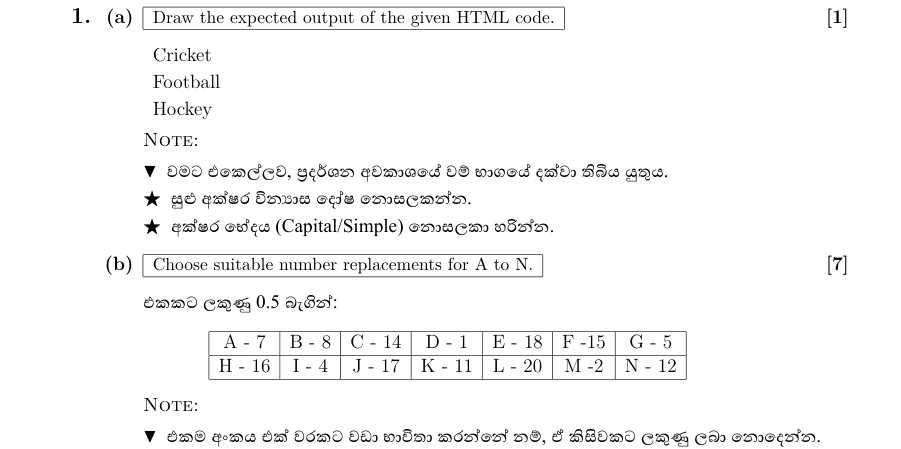 1. (a) Draw the expected output of the given HTML code. [1]
Cricket
Football
Hockey
NOTE:
▼ වමට එකෙල්ලව, ප්‍රදර්ශන අවකාශයේ වම් භාගයේ දක්වා තිබිය යුතුය.
★ සුළු අක්ෂර වින්‍යාස දෝෂ නොසලකන්න.
★ අක්ෂර භේදය (Capital/Simple) නොසලකා හරින්න.
(b) Choose suitable number replacements for A to N. [7]
එකකට ලකුණු 0.5 බැගින්:
A - 7 B - 8 C - 14 D - 1 E - 18 F -15 G - 5
H - 16 I - 4 J - 17 K - 11 L - 20 M -2 N - 12
NOTE:
▼ එකම අංකය එක් වරකට වඩා භාවිතා කරන්නේ නම්, ඒ කිසිවකට ලකුණු ලබා නොදෙන්න.